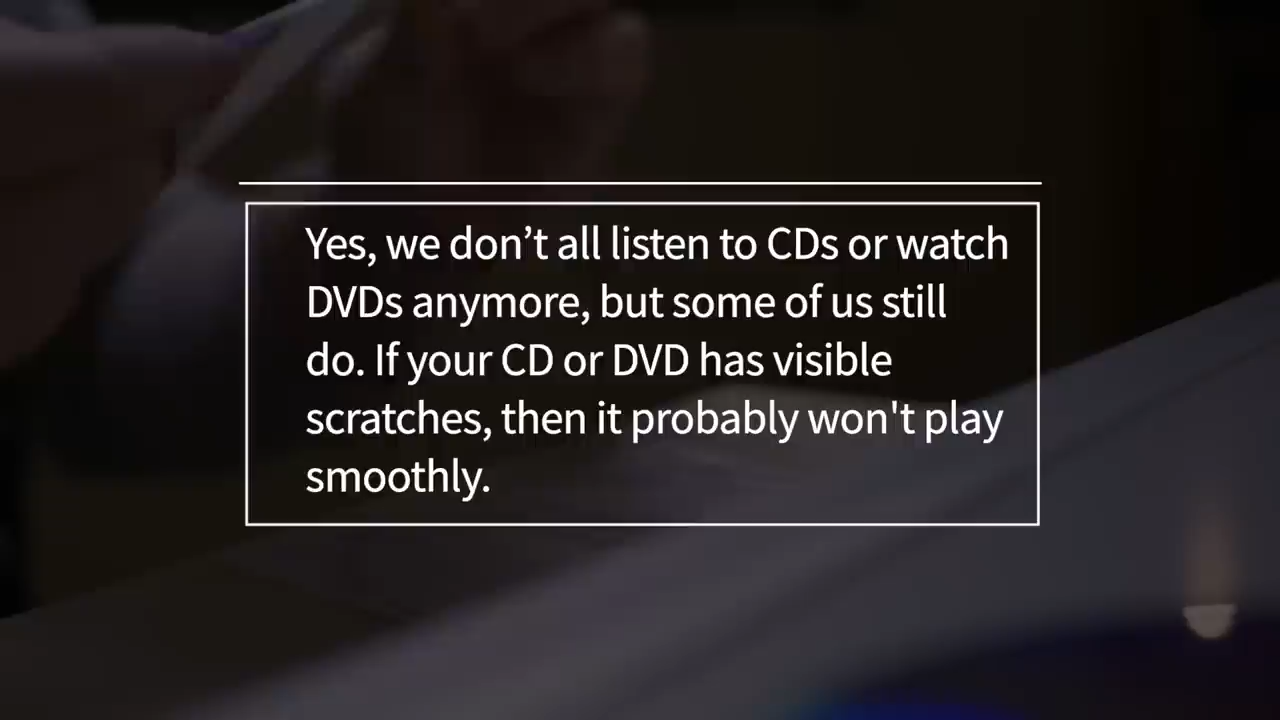 Yes, we don’t all listen to CDs or watch
DVDs anymore, but some of us still
do. If your CD or DVD has visible
scratches, then it probably won't play
smoothly.